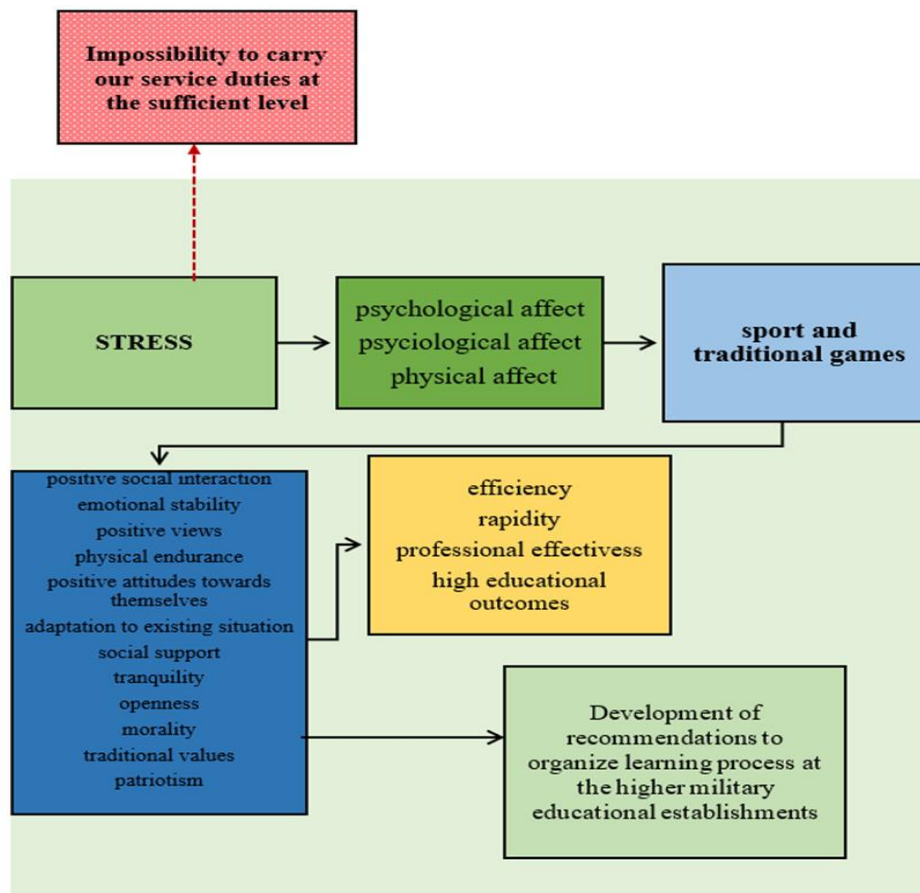 Impossibility to carry
our service duties at
the sufficient level
STRESS
psychological affect
psyciological affect
physical affect
sport and
traditional games
positive social interaction
emotional stability
positive views
physical endurance
positive attitudes towards
themselves
adaptation to existing situation
social support
tranquility
openness
morality
traditional values
patriotism
efficiency
rapidity
professional effectivess
high educational
outcomes
Development of
recommendations to
organize learning process at
the higher military
educational establishments